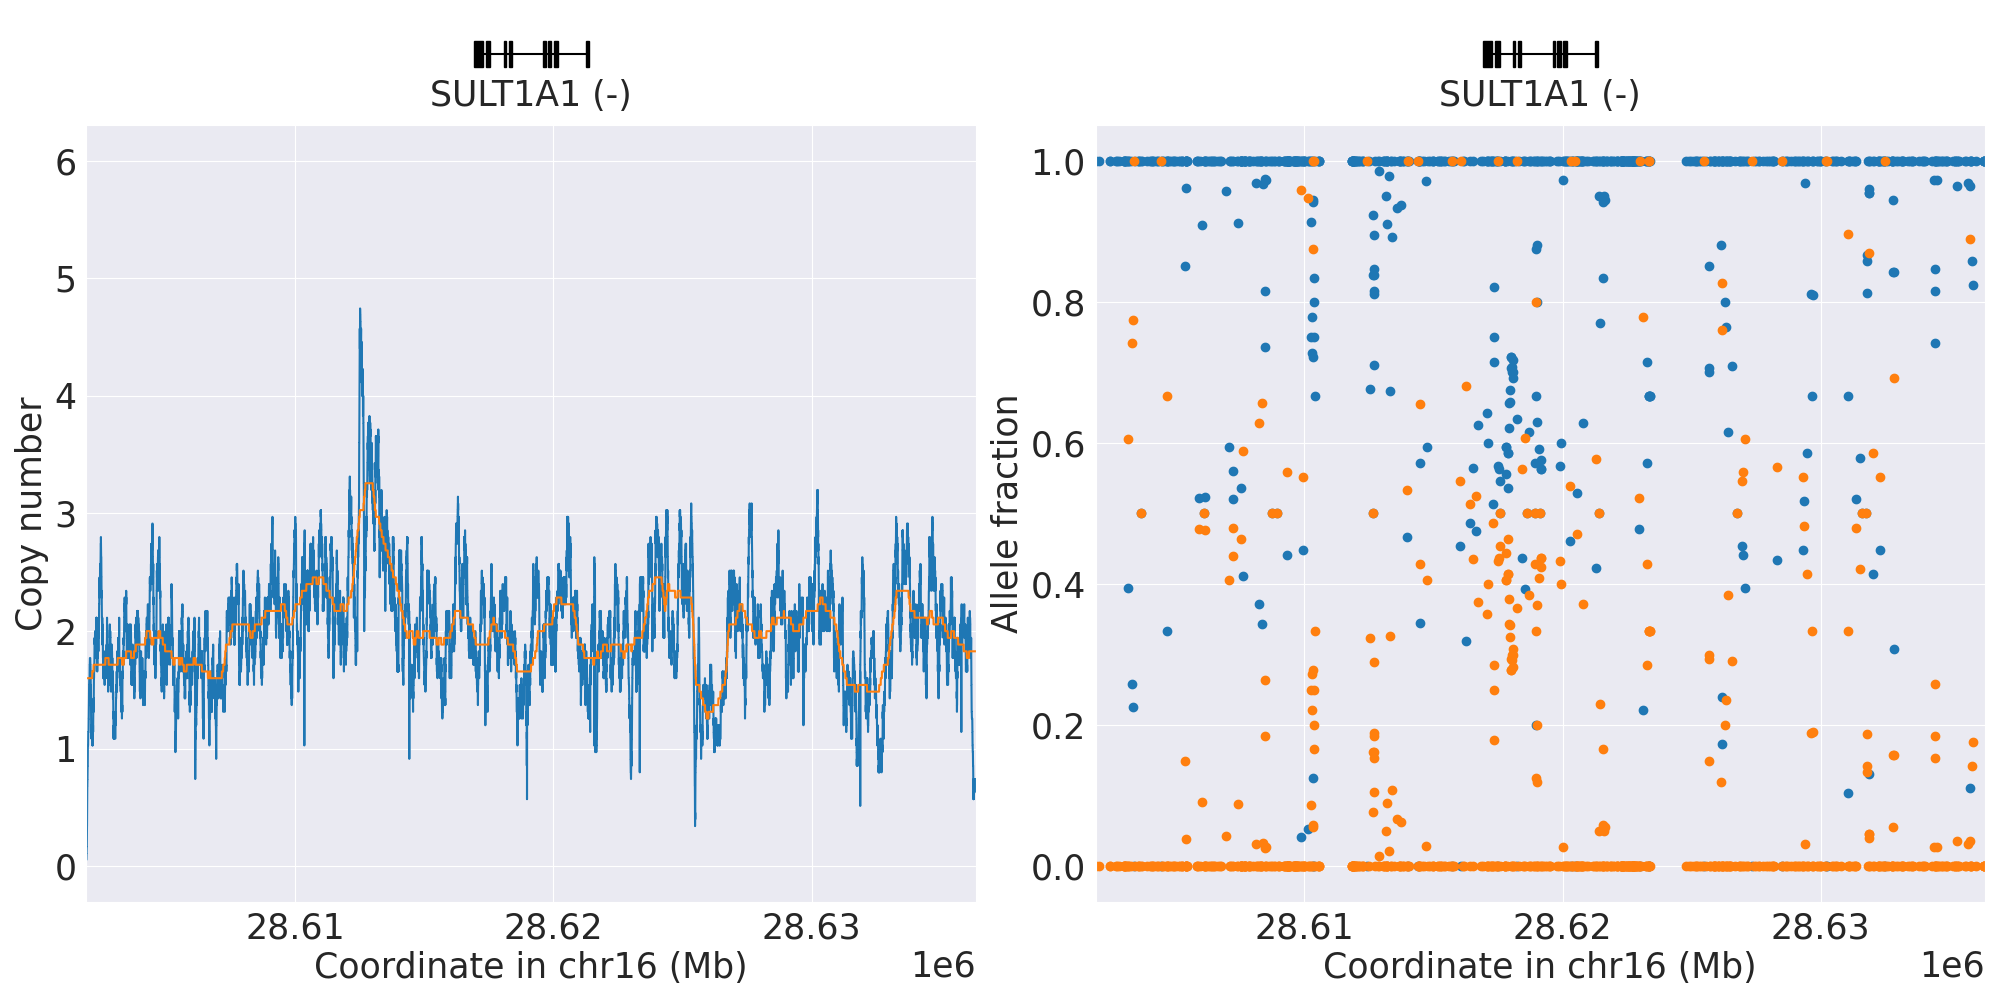 SULT1A1 (-)
6
5
4
3
2
1
0
Copy number
28.61
28.62
28.63
Coordinate in chr16 (Mb)
1e6
SULT1A1 (-)
1.0
0.8
0.6
0.4
0.2
0.0
Allele fraction
28.61
28.62
28.63
Coordinate in chr16 (Mb)
1e6